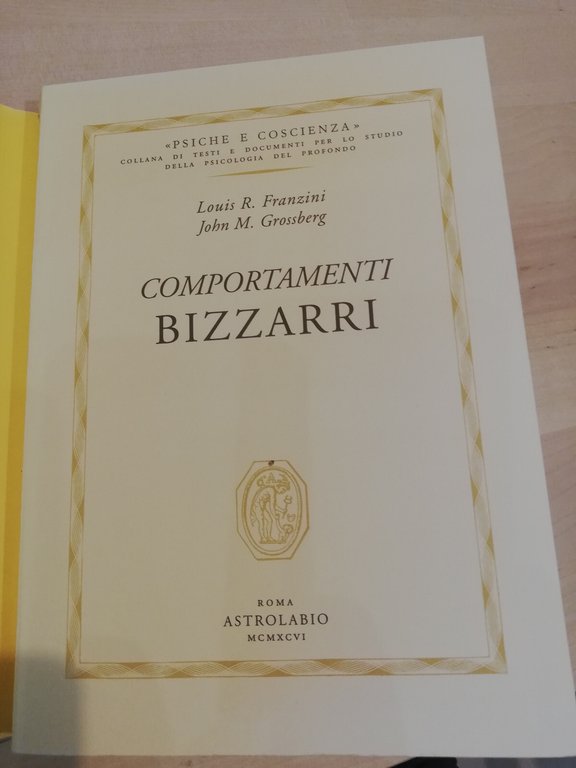 «PSICHE E COSCIENZA»
COLLANA DI TESTI E DOCUMENTI PER LO STUDIO
DELLA PSICOLOGIA DEL PROFONDO
Louis R. Franzini
John M. Grossberg
COMPORTAMENTI
BIZZARRI
ROMA
ASTROLABIO
MCMXCVI